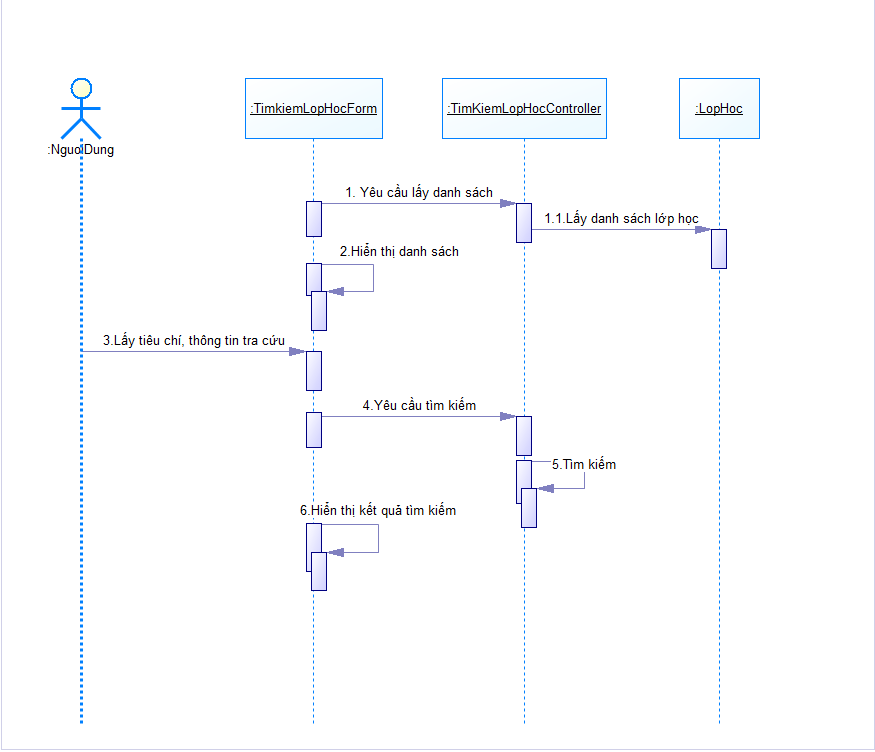 :TimkiemLopHocForm
:TimKiemLopHocController
:LopHoc
:NguoiDung
1. Yêu cầu lấy danh sách
1.1.Lấy danh sách lớp học
2.Hiển thị danh sách
3.Lấy tiêu chí, thông tin tra cứu
4.Yêu cầu tìm kiếm
5.Tìm kiếm
6.Hiển thị kết quả tìm kiếm